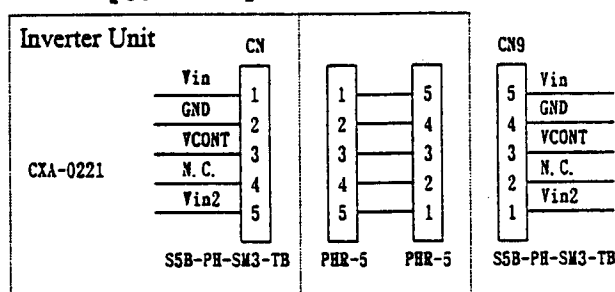 Inverter Unit
CN
CN9
Vin 1 1 5 5 Vin
GND 2 2 4 4 GND
VCONT 3 3 3 3 VCONT
CXA-0221
N.C. 4 4 2 2 N.C.
Vin2 5 5 1 1 Vin2
S5B-PH-SM3-TB PHR-5 PHR-5 S5B-PH-SM3-TB